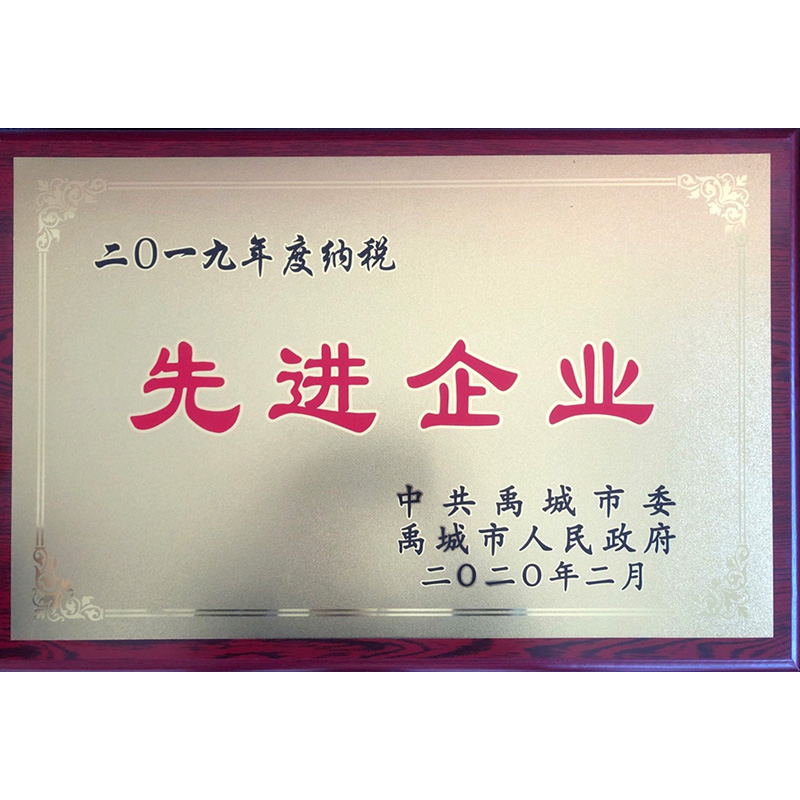 二〇一九年度纳税
先进企业
中共禹城市委
禹城市人民政府
二〇二〇年二月